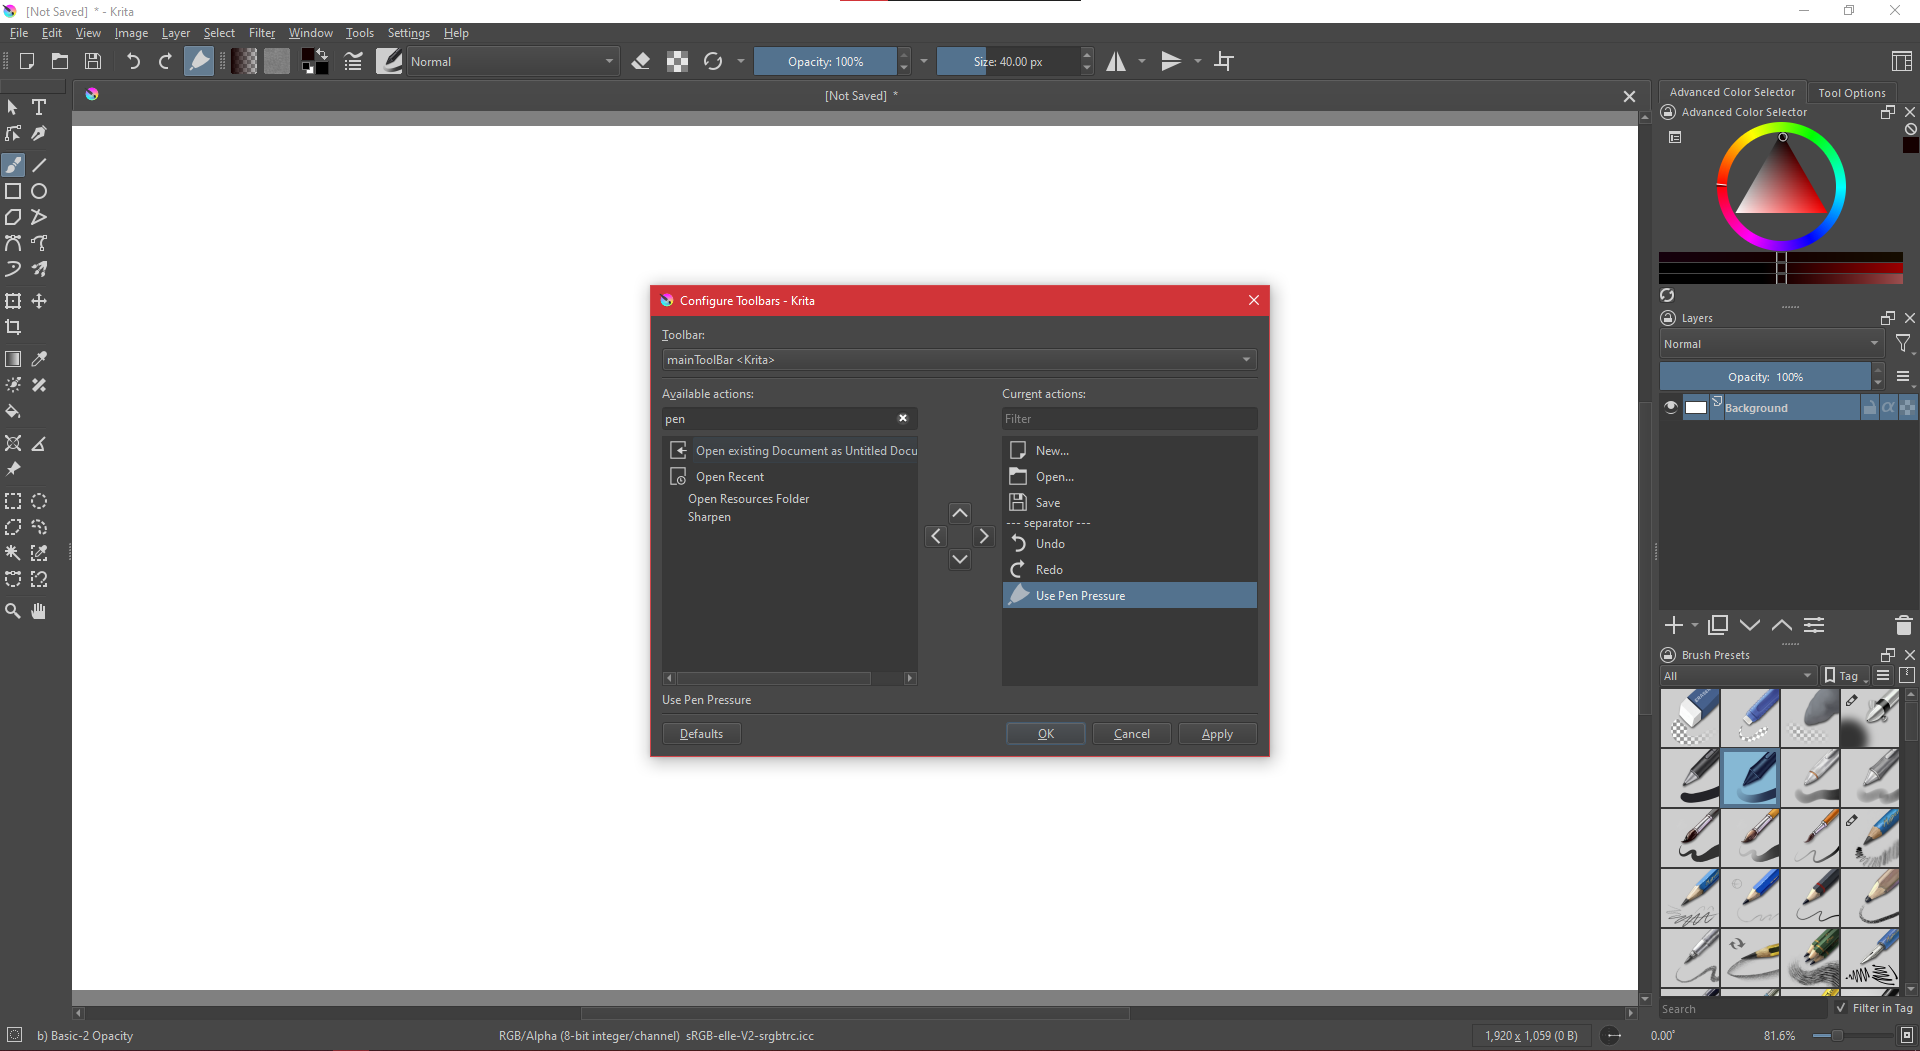 [Not Saved] * - Krita
File Edit View Image Layer Select Filter Window Tools Settings Help
Normal
Opacity: 100%
Size: 40.00 px
[Not Saved] *
Advanced Color Selector
Tool Options
Advanced Color Selector
Configure Toolbars - Krita
Toolbar:
mainToolBar <Krita>
Available actions:
Current actions:
pen
Filter
Open existing Document as Untitled Docu
Open Recent
Open Resources Folder
Sharpen
New...
Open...
Save
--- separator ---
Undo
Redo
Use Pen Pressure
Use Pen Pressure
Defaults
OK
Cancel
Apply
Layers
Normal
Opacity: 100%
Background
Brush Presets
All
Tag
Search
Filter in Tag
b) Basic-2 Opacity
RGB/Alpha (8-bit integer/channel) sRGB-elle-V2-srgbtrc.icc
1,920 x 1,059 (0 B)
0.00°
81.6%